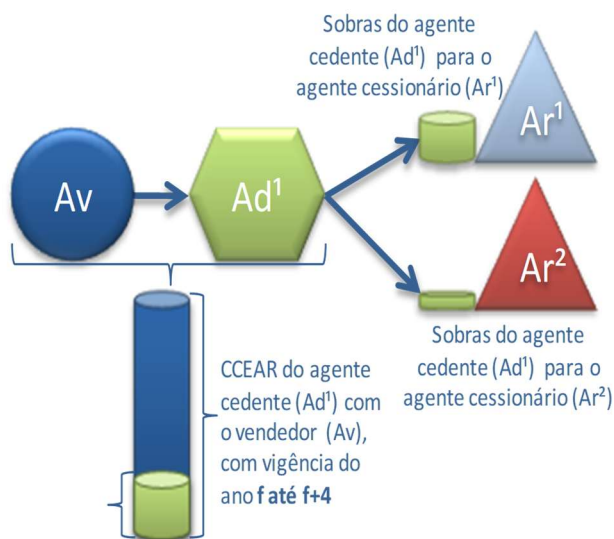 Sobras do agente
cedente (Ad¹) para o
agente cessionário (Ar¹)
Av
Ad¹
Ar¹
Ar²
Sobras do agente
cedente (Ad¹) para o
agente cessionário (Ar²)
CCEAR do agente
cedente (Ad¹) com
o vendedor (Av),
com vigência do
ano f até f+4